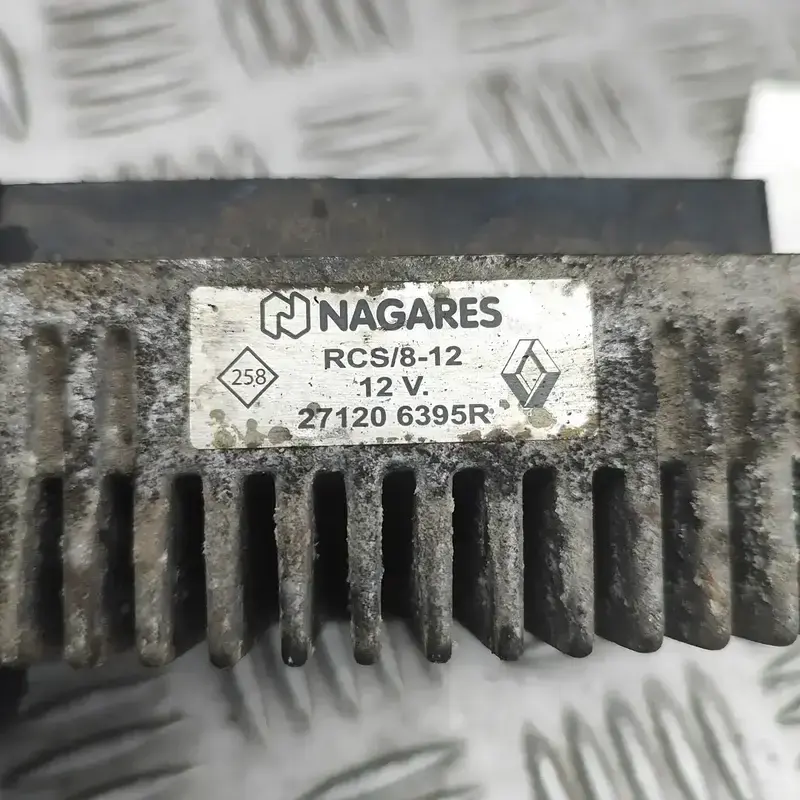 NAGARES
RCS/8-12
258
12 V.
27120 6395R